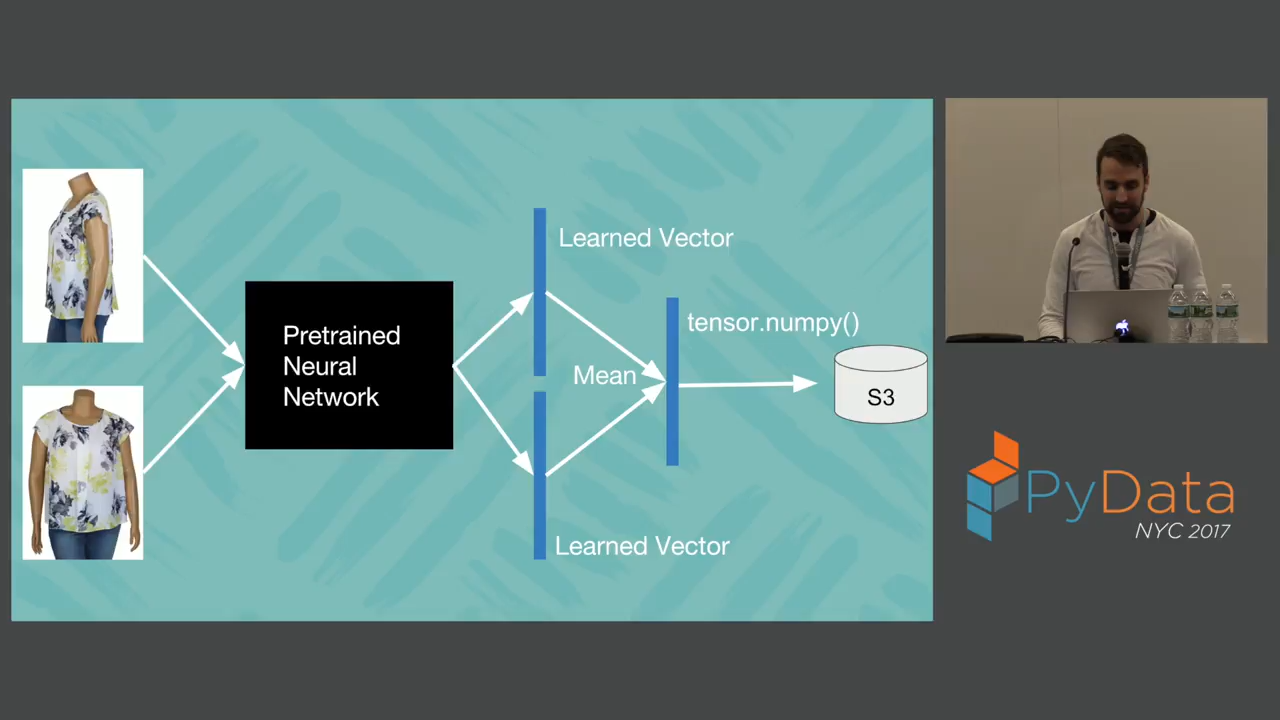 Learned Vector
Pretrained
Neural
Network
tensor.numpy()
Mean
S3
Learned Vector
PyData
NYC 2017